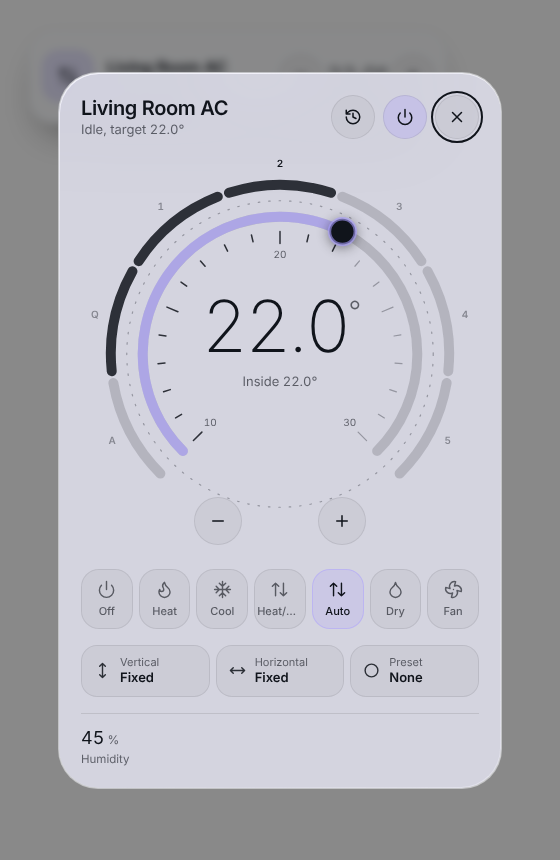 Living Room AC
Idle, target 22.0°
2
1
3
20
Q
4
22.0°
Inside 22.0°
10
30
A
5
Off
Heat
Cool
Heat/...
Auto
Dry
Fan
Vertical
Fixed
Horizontal
Fixed
Preset
None
45 %
Humidity